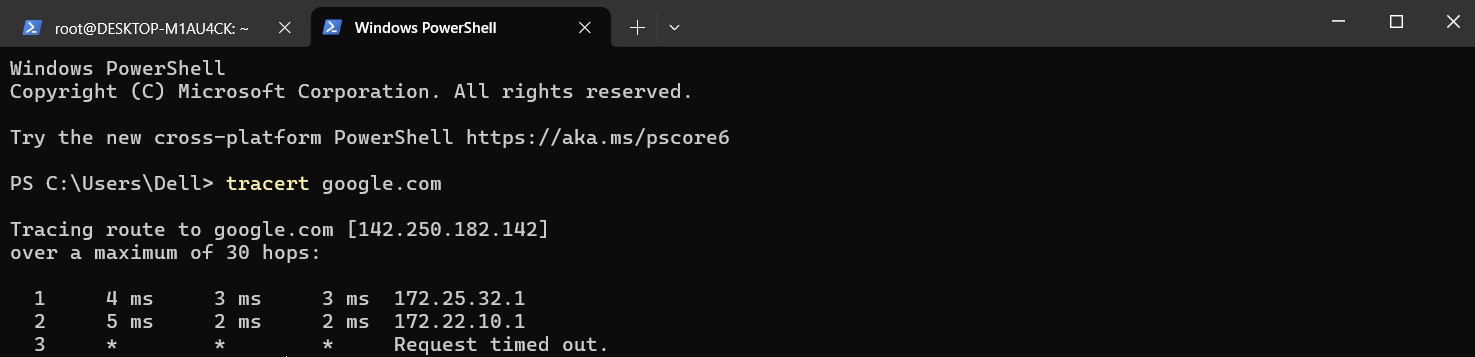 root@DESKTOP-M1AU4CK: ~
Windows PowerShell
Windows PowerShell
Copyright (C) Microsoft Corporation. All rights reserved.
Try the new cross-platform PowerShell https://aka.ms/pscore6
PS C:\Users\Dell> tracert google.com
Tracing route to google.com [142.250.182.142]
over a maximum of 30 hops:
  1     4 ms     3 ms     3 ms  172.25.32.1
  2     5 ms     2 ms     2 ms  172.22.10.1
  3     *        *        *     Request timed out.